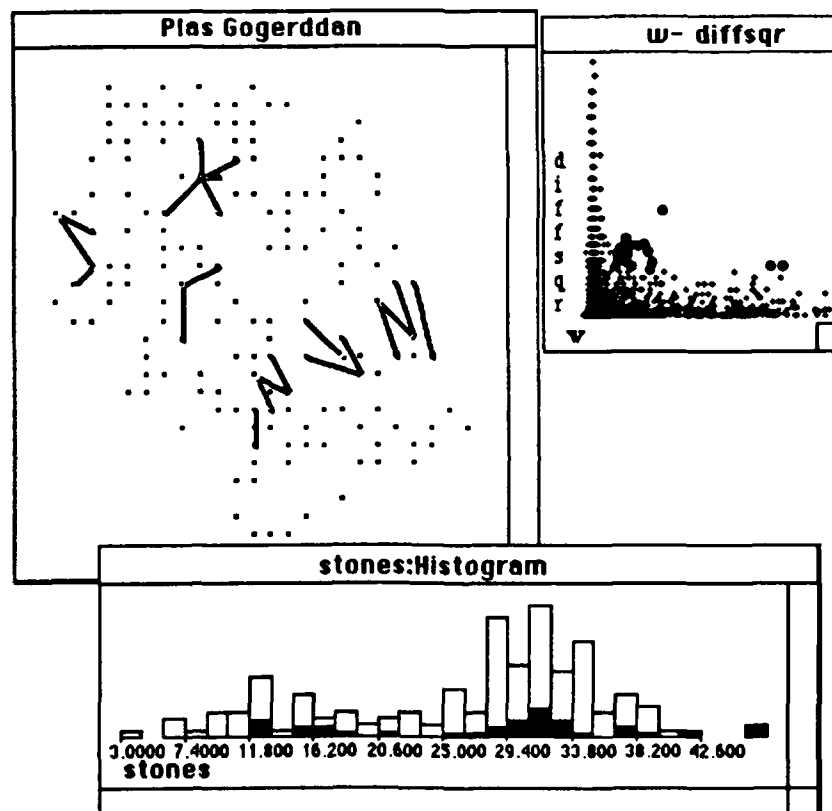 Plas Gogerddan
w- diffsqr
diffsqr
w
stones:Histogram
3.0000 7.4000 11.800 16.200 20.600 25.000 29.400 33.800 38.200 42.600
stones